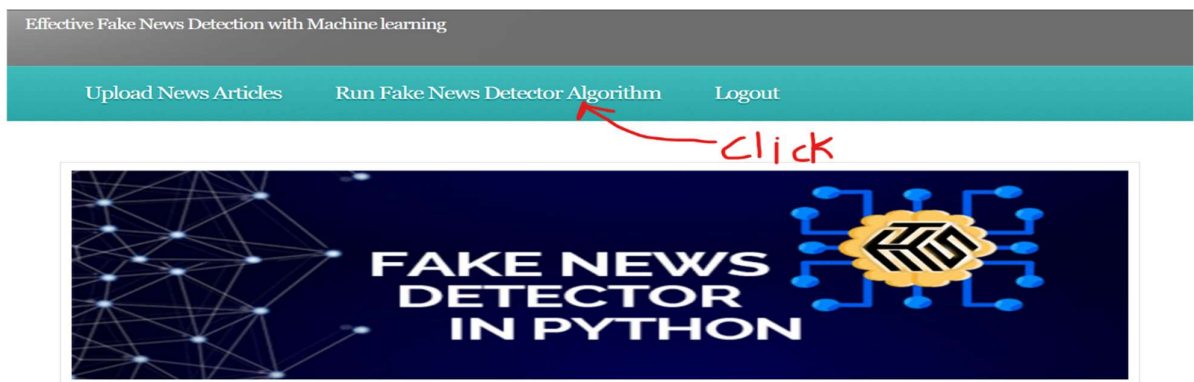 Effective Fake News Detection with Machine learning
Upload News Articles Run Fake News Detector Algorithm Logout
click
FAKE NEWS
DETECTOR
IN PYTHON